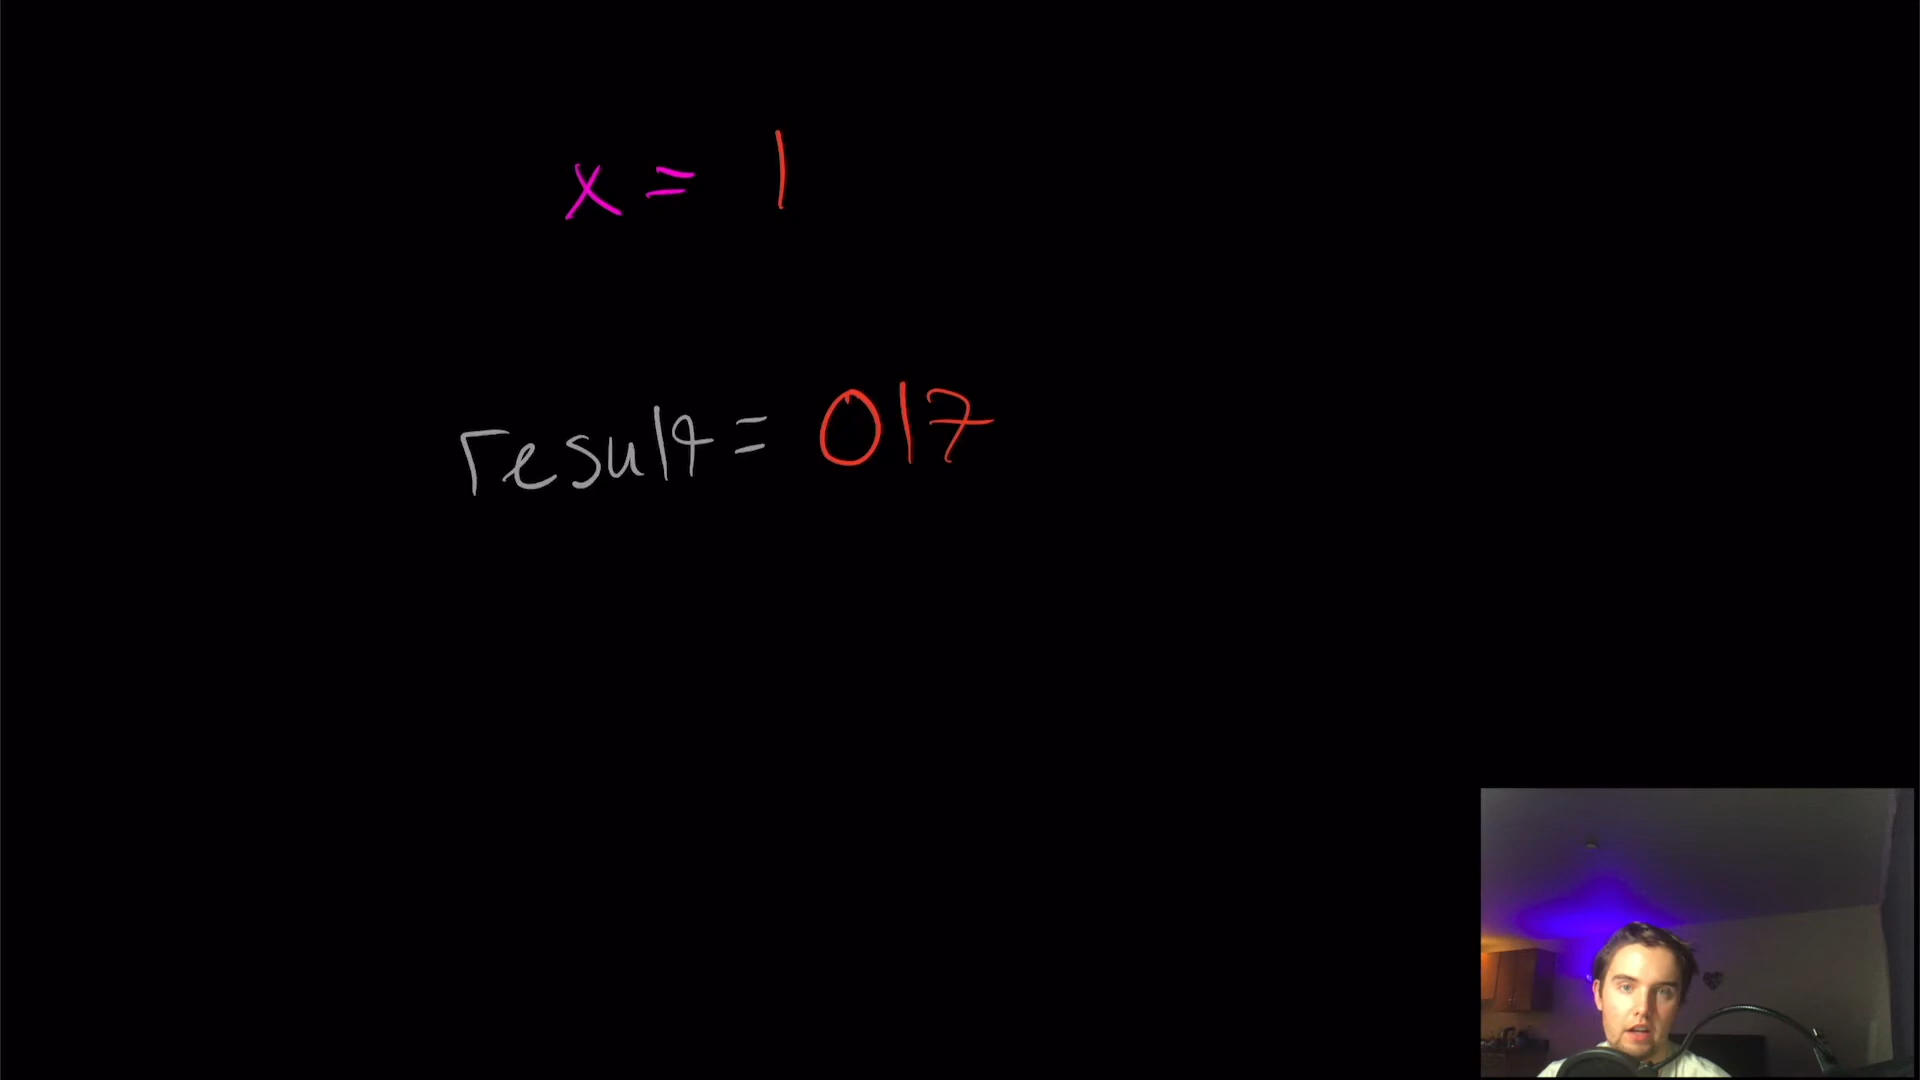 x = 1
result = 017